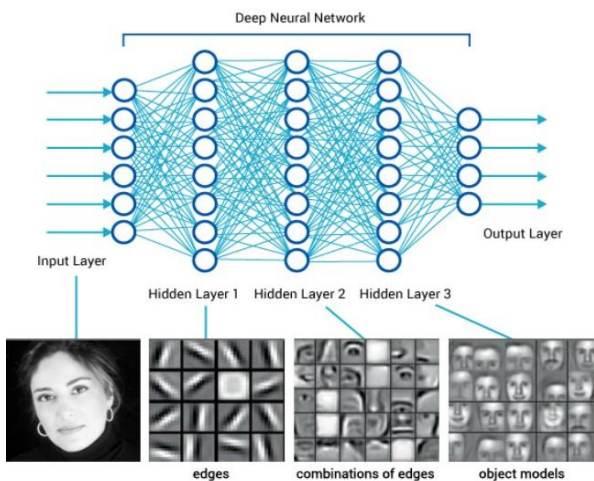 Deep Neural Network
Input Layer
Output Layer
Hidden Layer 1 Hidden Layer 2 Hidden Layer 3
edges
combinations of edges
object models